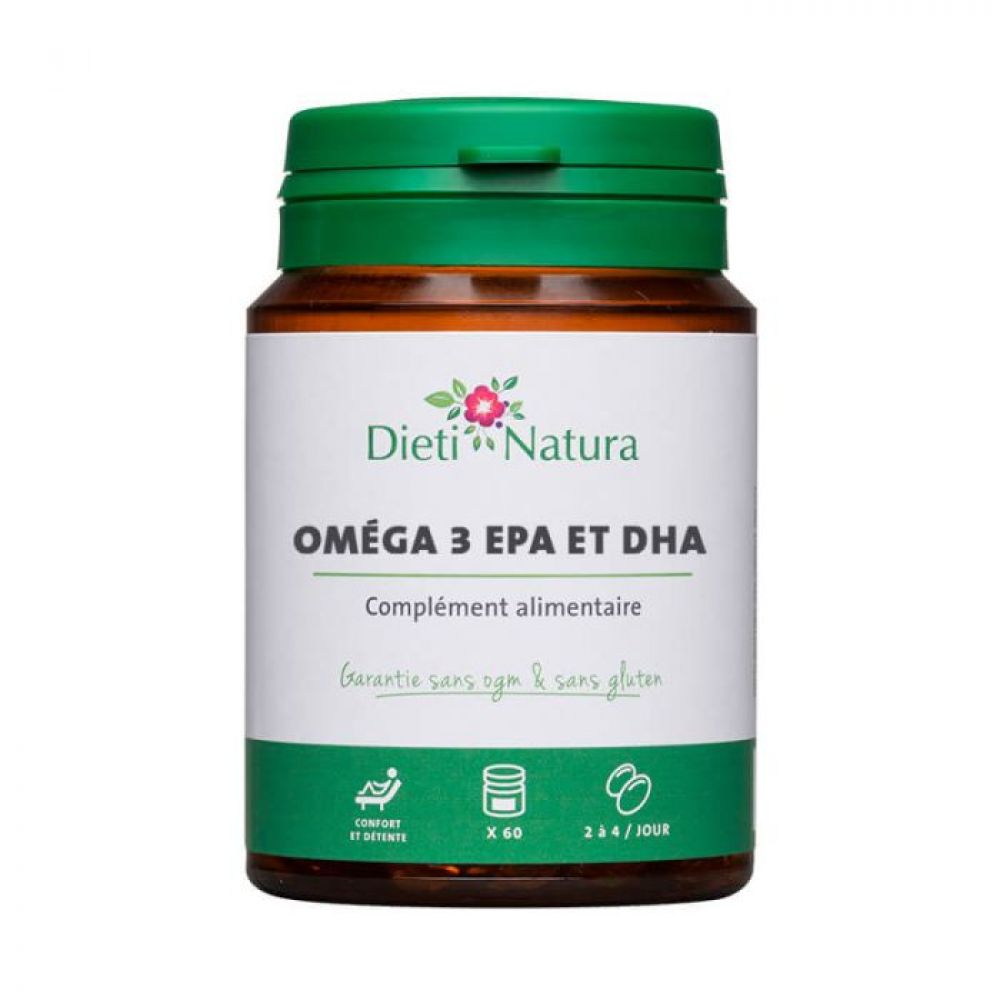 Dieti Natura
OMÉGA 3 EPA ET DHA
Complément alimentaire
Garantie sans ogm & sans gluten
CONFORT
ET DÉTENTE
X 60
2 à 4 / JOUR